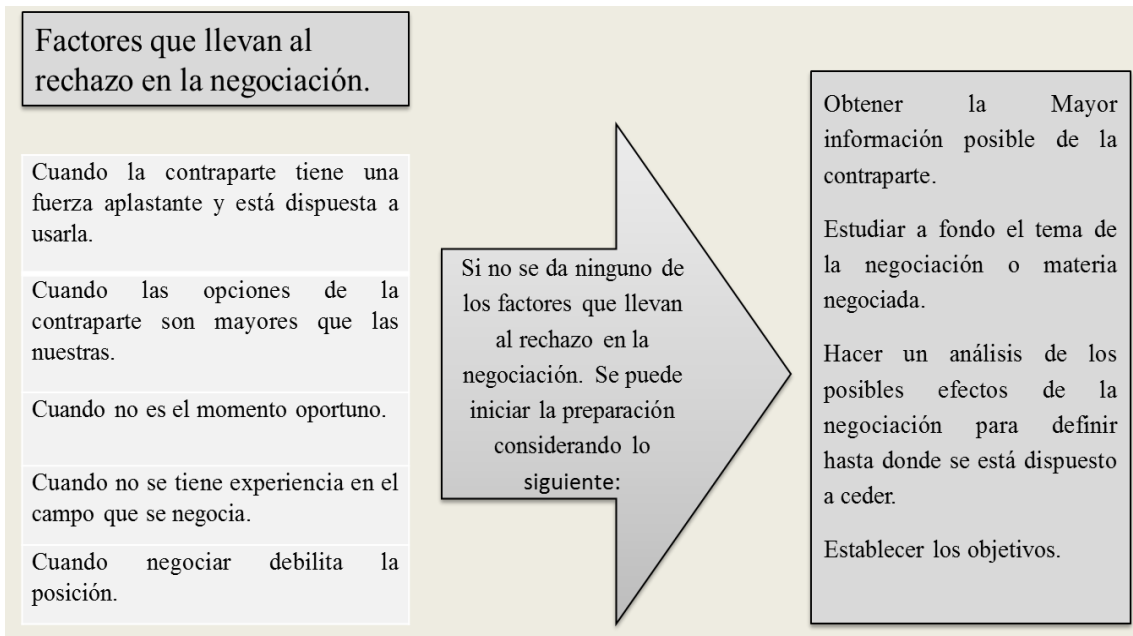 Factores que llevan al
rechazo en la negociación.
Cuando la contraparte tiene una
fuerza aplastante y está dispuesta a
usarla.
Cuando las opciones de la
contraparte son mayores que las
nuestras.
Cuando no es el momento oportuno.
Cuando no se tiene experiencia en el
campo que se negocia.
Cuando negociar debilita la
posición.
Si no se da ninguno de
los factores que llevan
al rechazo en la
negociación. Se puede
iniciar la preparación
considerando lo
siguiente:
Obtener la Mayor
información posible de la
contraparte.
Estudiar a fondo el tema de
la negociación o materia
negociada.
Hacer un análisis de los
posibles efectos de la
negociación para definir
hasta donde se está dispuesto
a ceder.
Establecer los objetivos.